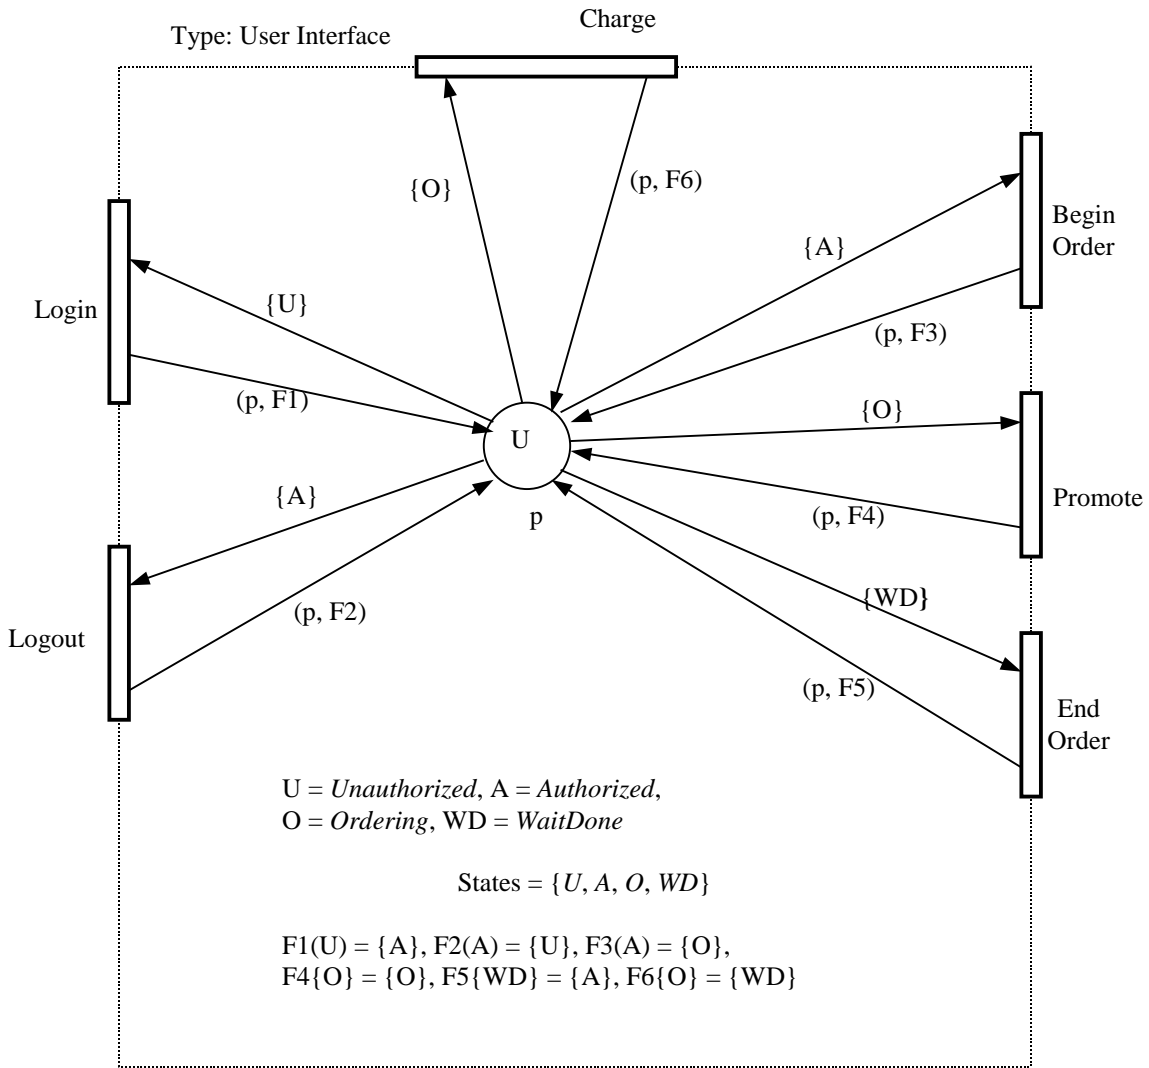 Charge
Type: User Interface
{O}
(p, F6)
Begin
Order
{A}
Login
{U}
(p, F3)
(p, F1)
{O}
U
{A}
Promote
p
(p, F4)
{WD}
(p, F2)
Logout
(p, F5)
End
Order
U = Unauthorized, A = Authorized,
O = Ordering, WD = WaitDone
States = {U, A, O, WD}
F1(U) = {A}, F2(A) = {U}, F3(A) = {O},
F4{O} = {O}, F5{WD} = {A}, F6{O} = {WD}